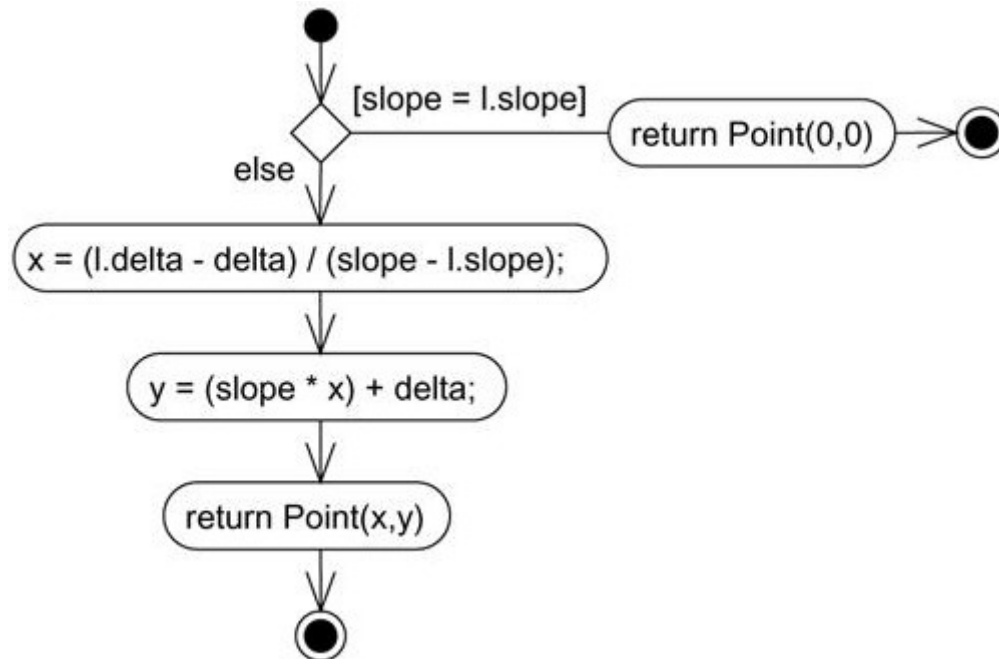 [slope = l.slope]
return Point(0,0)
else
x = (l.delta - delta) / (slope - l.slope);
y = (slope * x) + delta;
return Point(x,y)